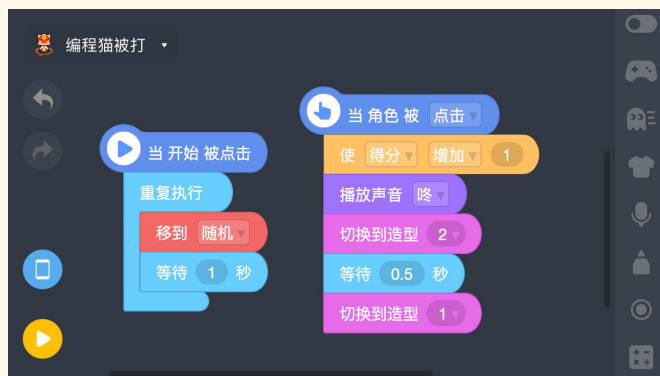 编程猫被打
当 开始 被点击
重复执行
移到 随机
等待 1 秒
当 角色 被 点击
使 得分 增加 1
播放声音 咚
切换到造型 2
等待 0.5 秒
切换到造型 1